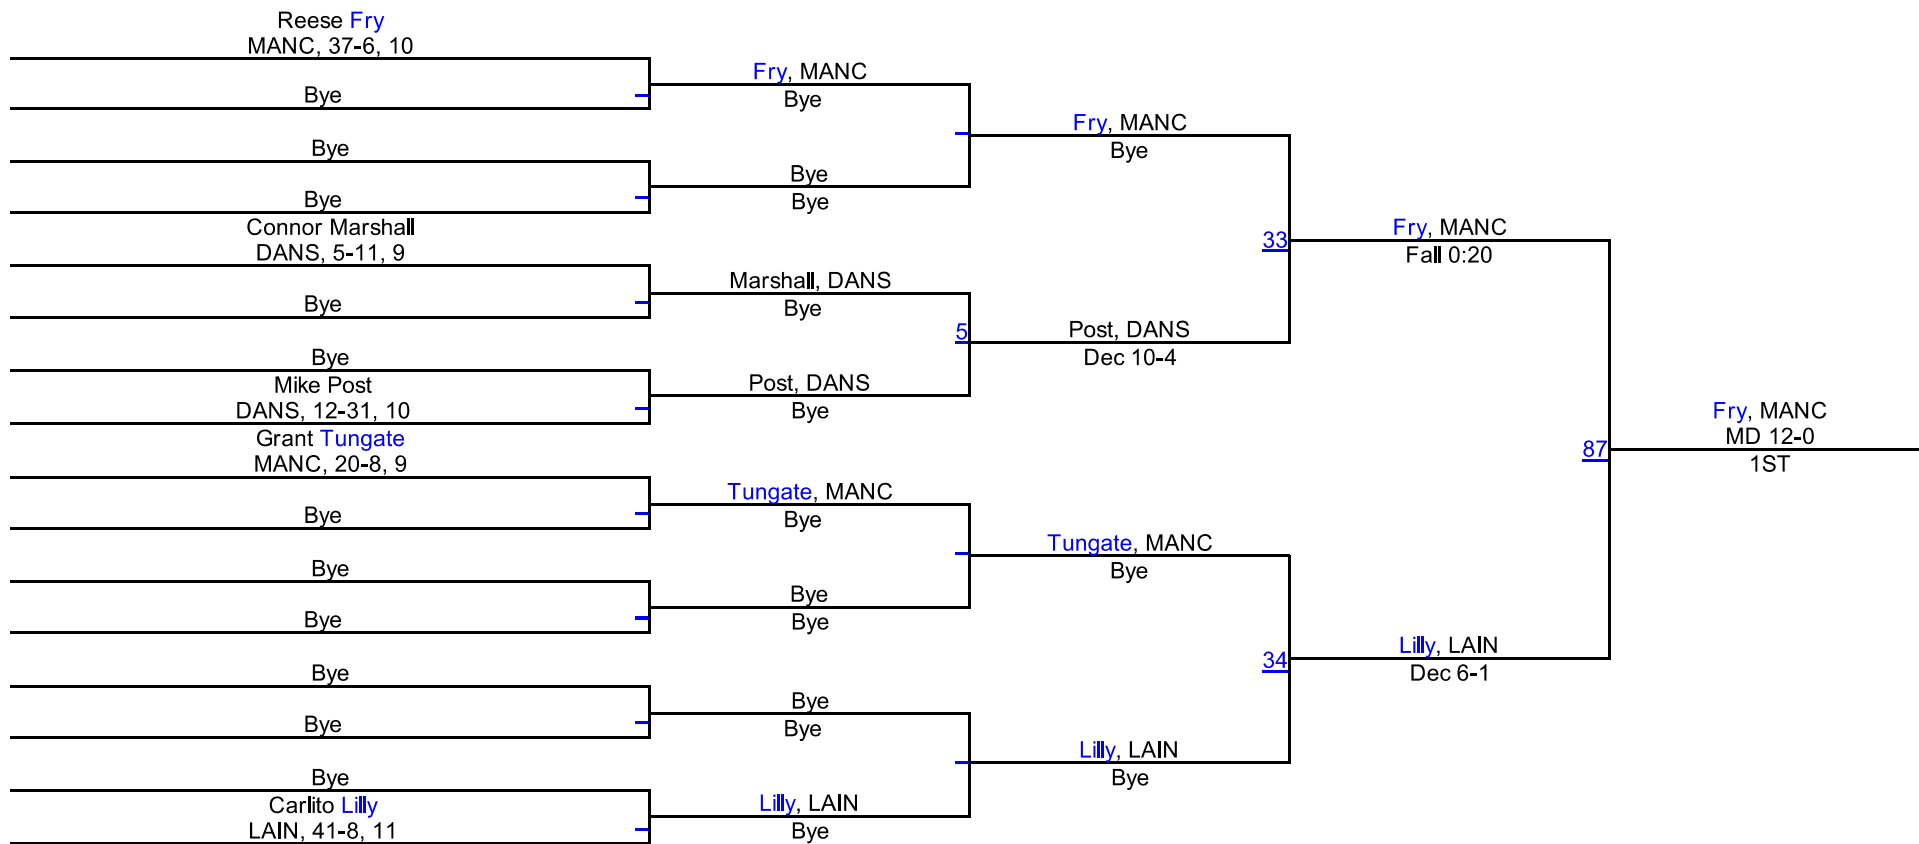 Reese Fry
MANC, 37-6, 10
Bye
Bye
Bye
Connor Marshall
DANS, 5-11, 9
Bye
Bye
Mike Post
DANS, 12-31, 10
Grant Tungate
MANC, 20-8, 9
Bye
Bye
Bye
Bye
Bye
Bye
Carlito Lilly
LAIN, 41-8, 11
Fry, MANC
Bye
Bye
Bye
Marshall, DANS
Bye
Post, DANS
Bye
Tungate, MANC
Bye
Bye
Bye
Bye
Bye
Lilly, LAIN
Bye
Fry, MANC
Bye
5
Post, DANS
Dec 10-4
Tungate, MANC
Bye
Lilly, LAIN
Bye
33
Fry, MANC
Fall 0:20
34
Lilly, LAIN
Dec 6-1
87
Fry, MANC
MD 12-0
1ST